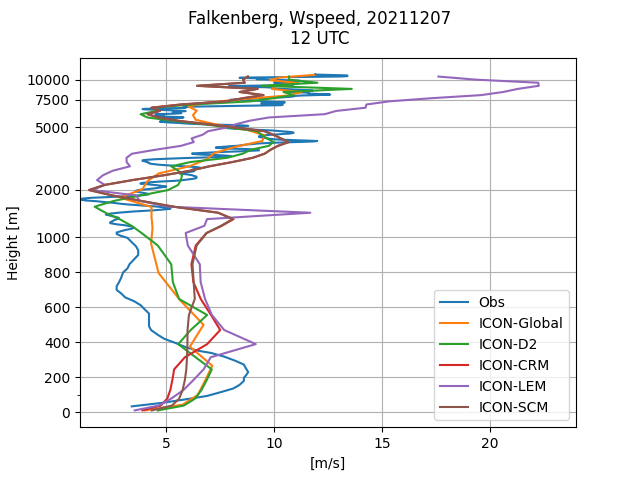 Falkenberg, Wspeed, 20211207
12 UTC
10000
7500
5000
2000
1000
800
600
400
200
0
Height [m]
Obs
ICON-Global
ICON-D2
ICON-CRM
ICON-LEM
ICON-SCM
5
10
15
20
[m/s]